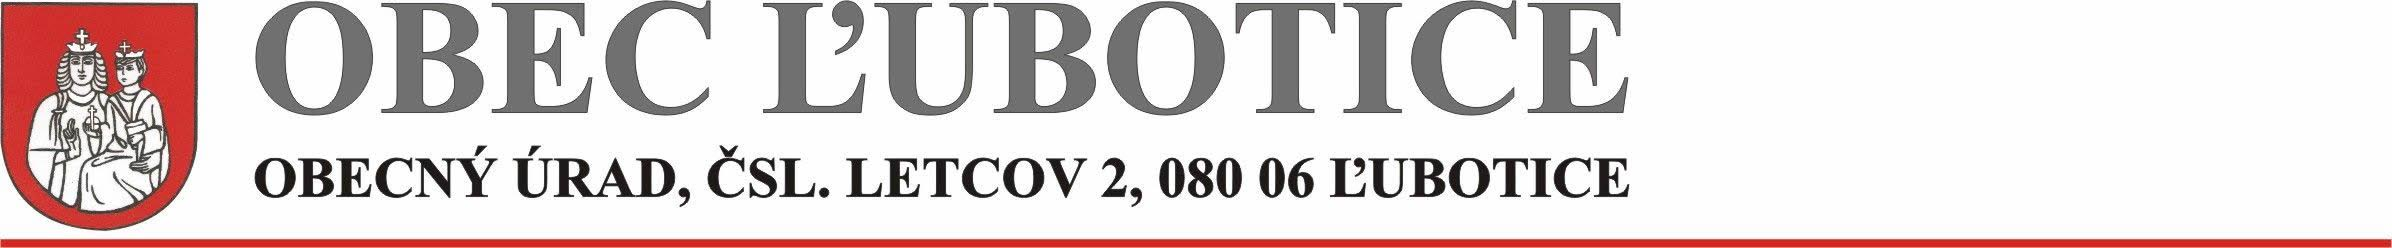 OBEC ĽUBOTICE
OBECNÝ ÚRAD, ČSL. LETCOV 2, 080 06 ĽUBOTICE